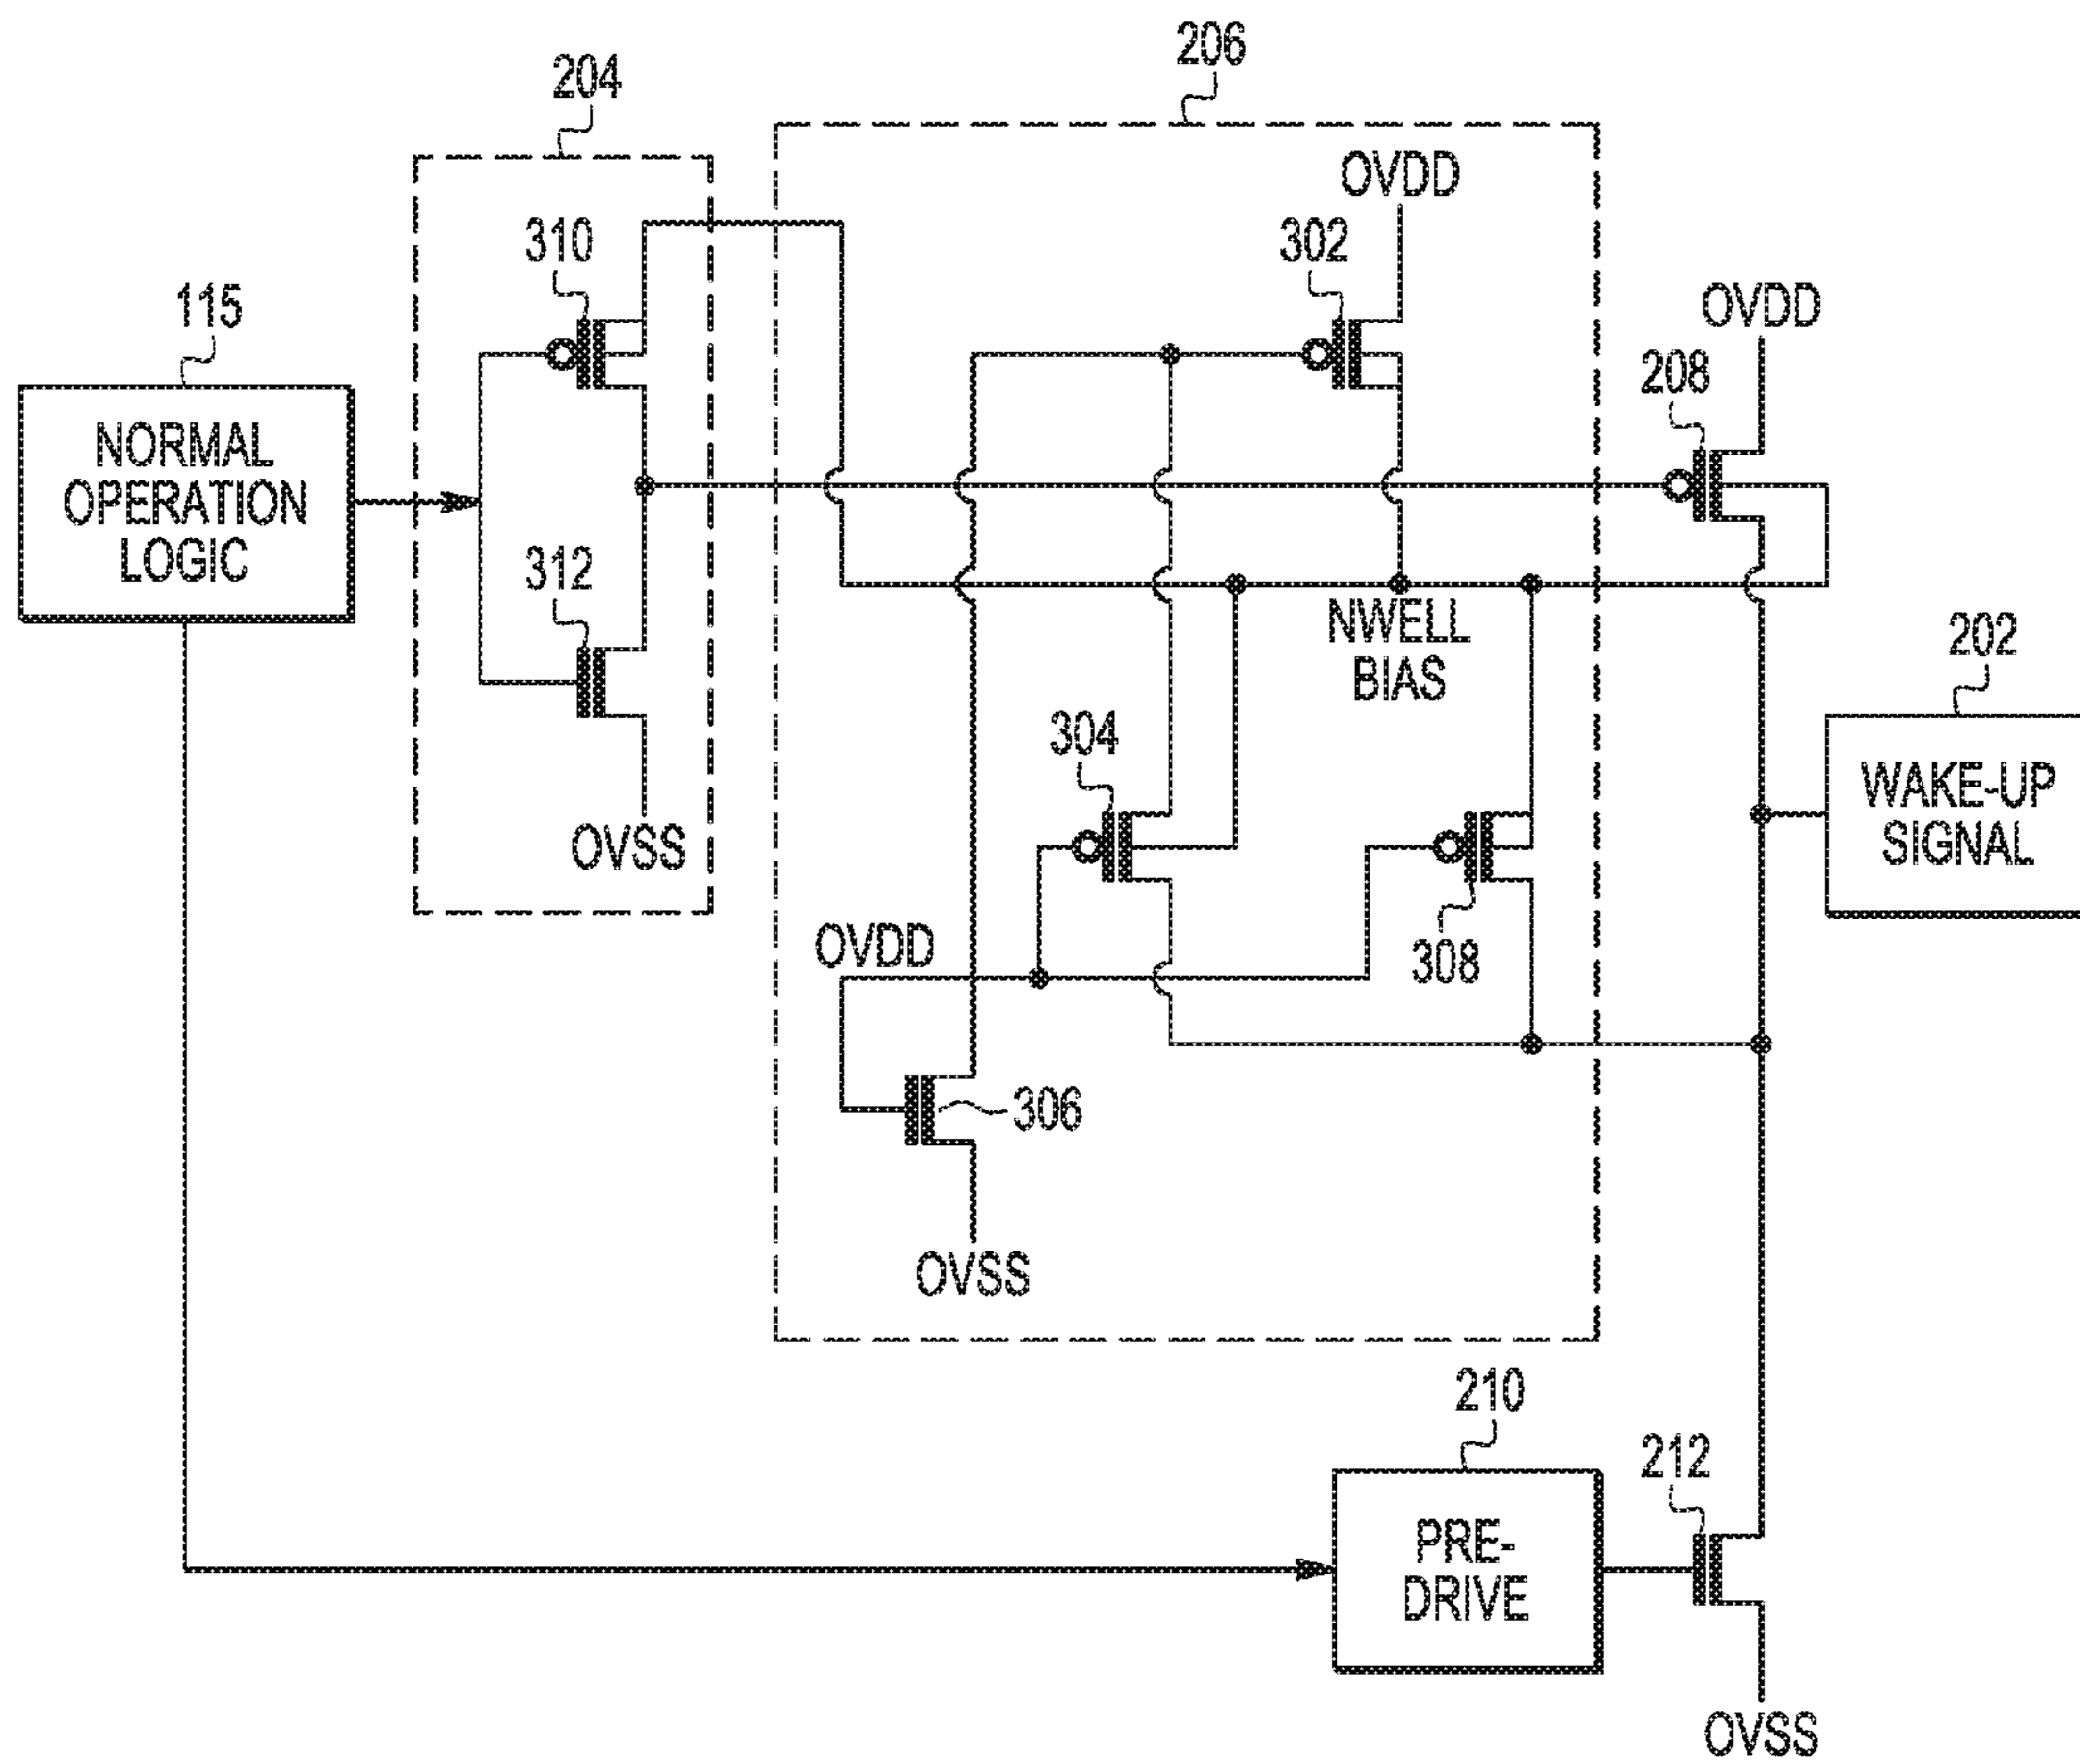 206
204
OVDD
310
302
115
OVDD
208
NORMAL
OPERATION
LOGIC
312
NWELL
BIAS
202
304
WAKE-UP
SIGNAL
OVSS
OVDD
308
306
OVSS
210
212
PRE-
DRIVE
OVSS